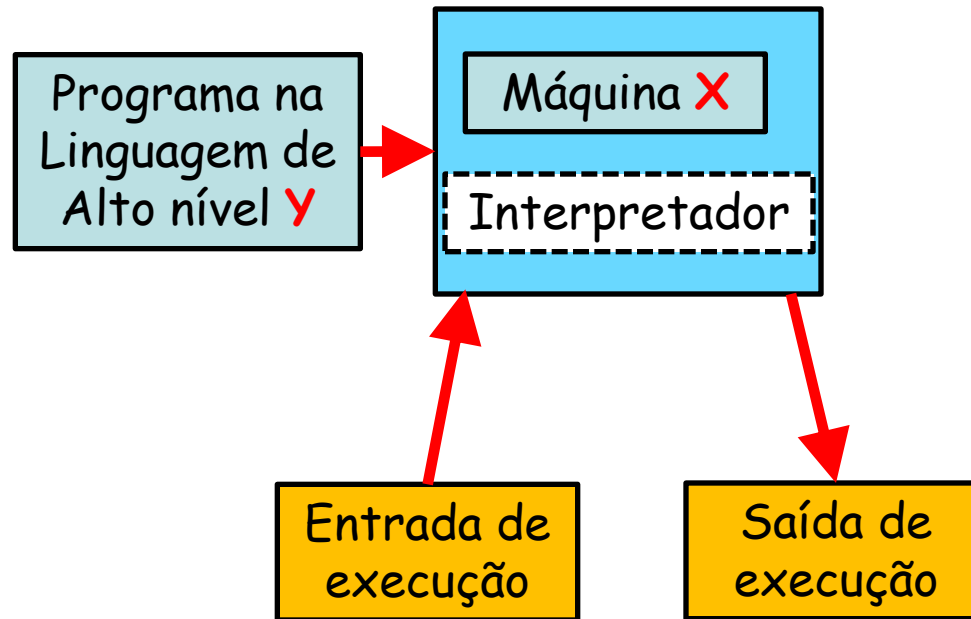 Programa na
Linguagem de
Alto nível Y
Máquina X
Interpretador
Entrada de
execução
Saída de
execução